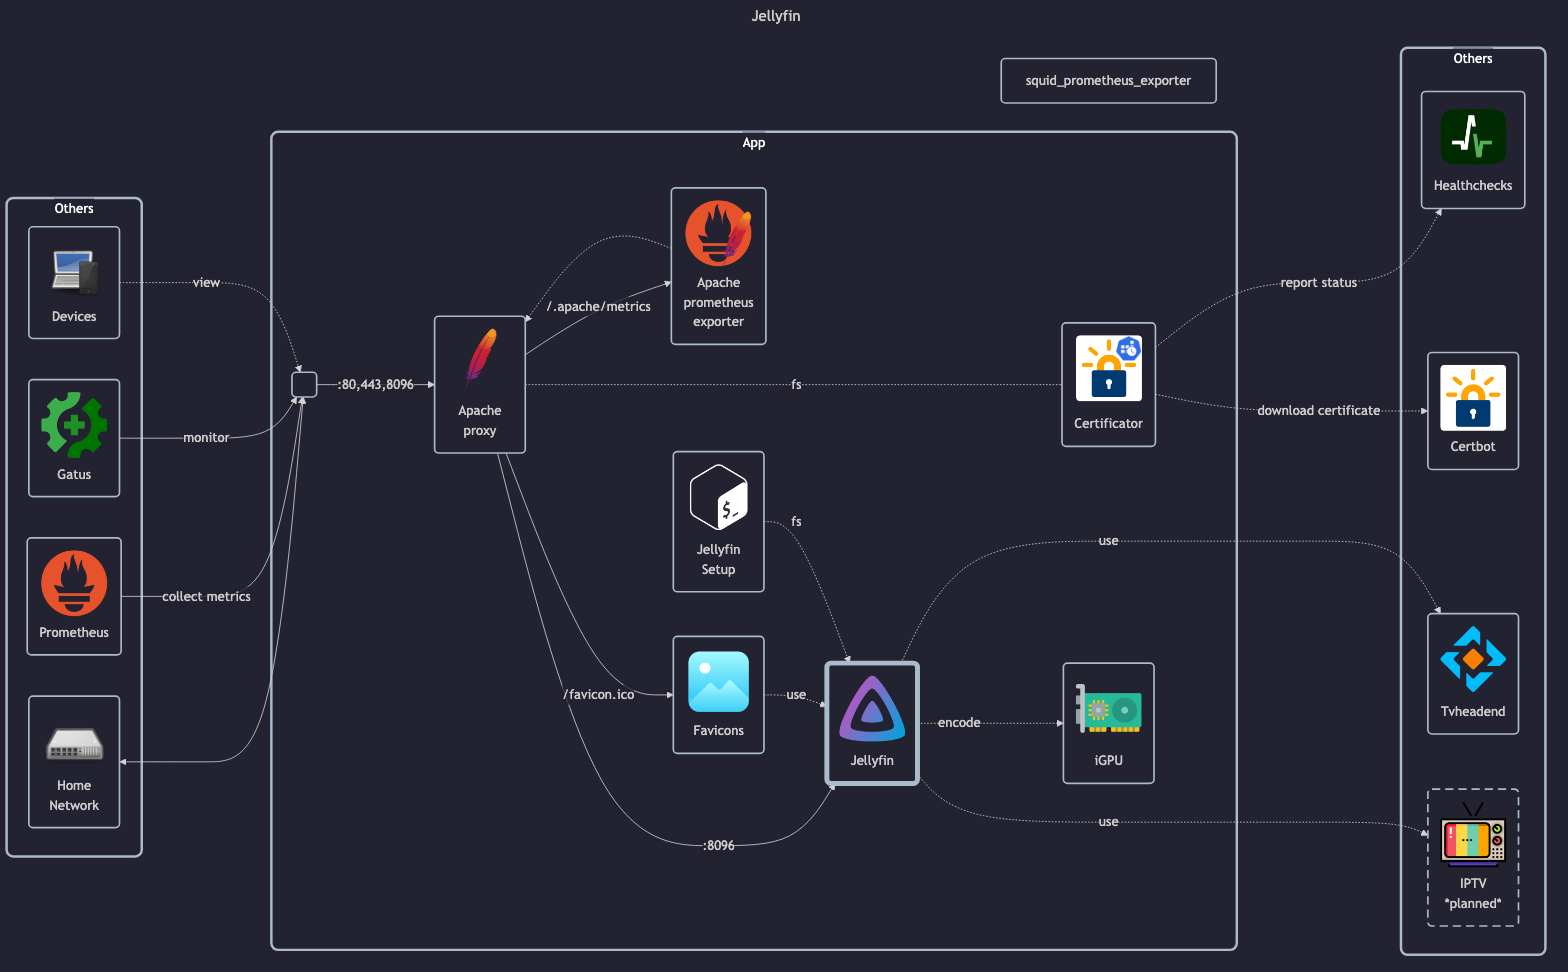 Jellyfin
squid_prometheus_exporter
Others
Devices
Gatus
Prometheus
Home
Network
view
monitor
collect metrics
App
:80,443,8096
Apache
proxy
/.apache/metrics
Apache
prometheus
exporter
fs
Certificator
$_
Jellyfin
Setup
fs
/favicon.ico
Favicons
use
:8096
Jellyfin
encode
iGPU
report status
download certificate
use
use
Others
Healthchecks
Certbot
Tvheadend
!
...
IPTV
*planned*